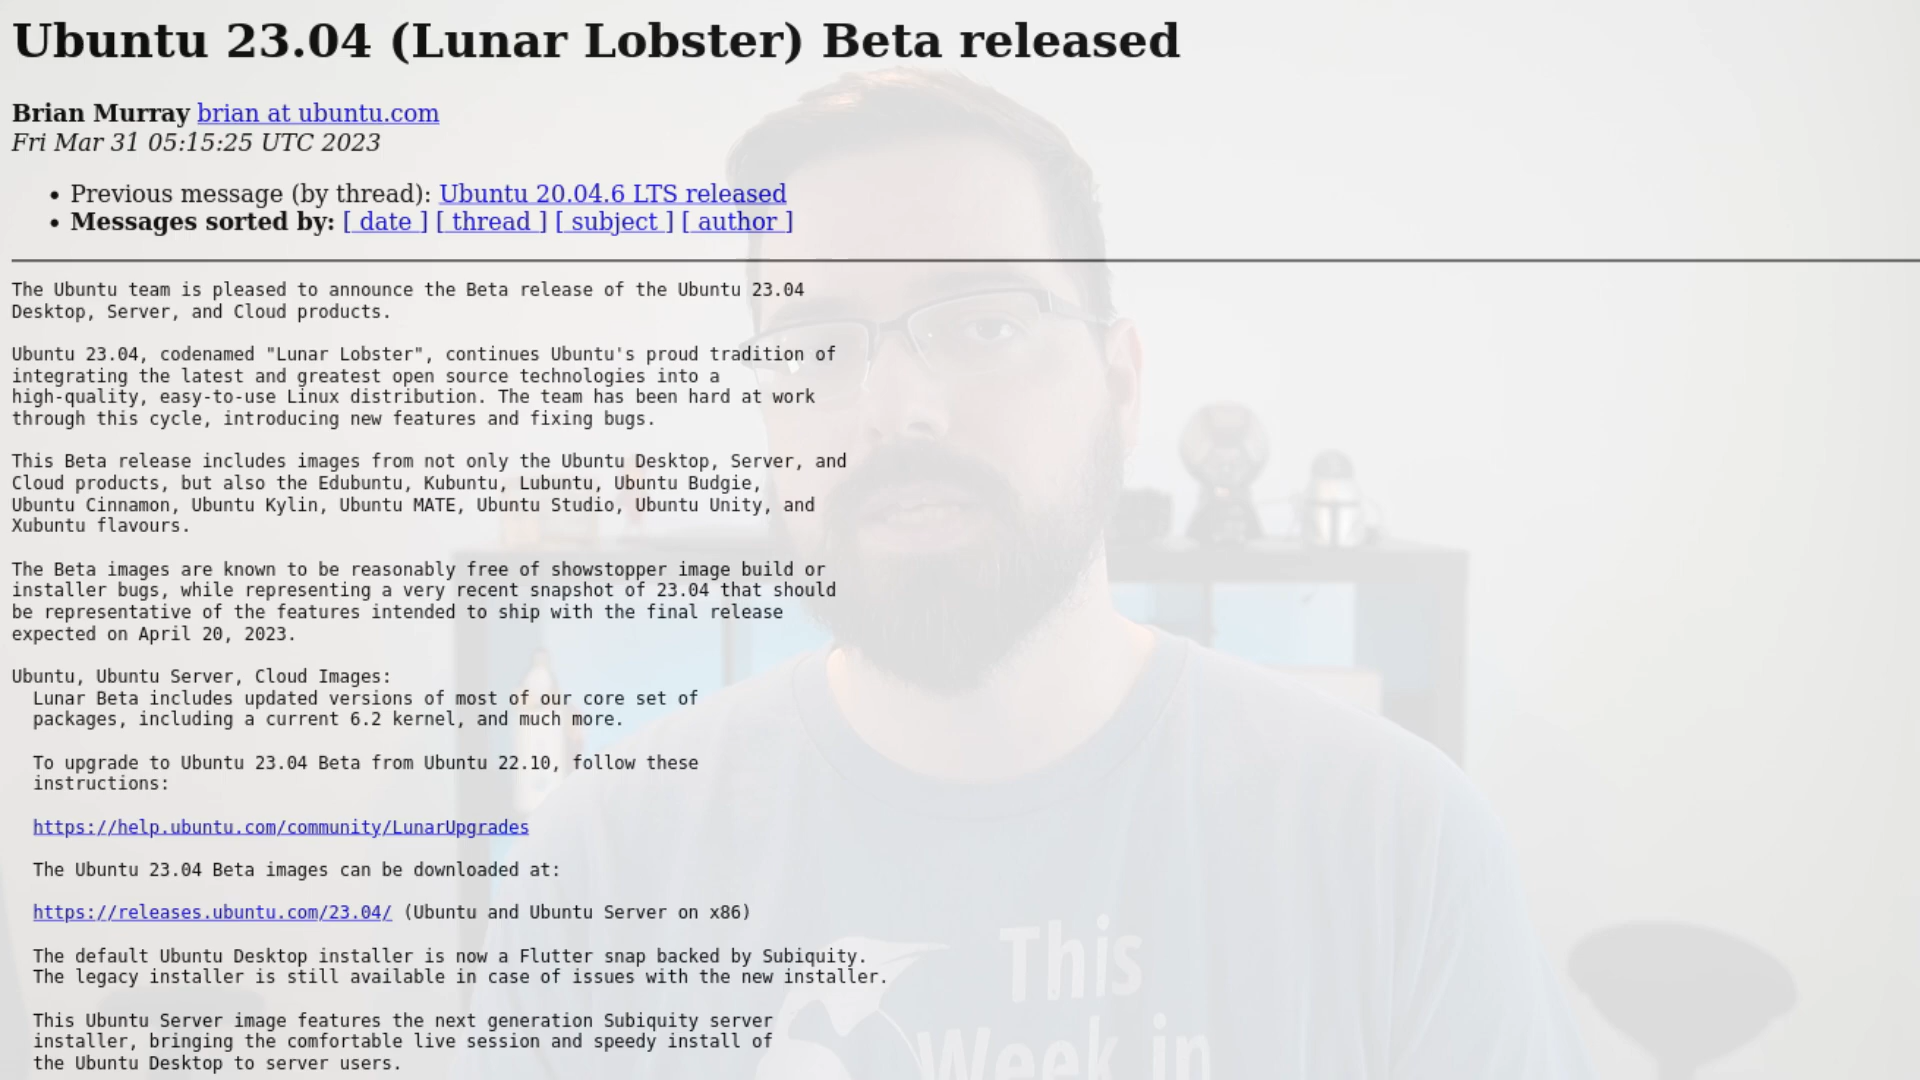 Ubuntu 23.04 (Lunar Lobster) Beta released
Brian Murray brian at ubuntu.com
Fri Mar 31 05:15:25 UTC 2023
• Previous message (by thread): Ubuntu 20.04.6 LTS released
• Messages sorted by: [ date ] [ thread ] [ subject ] [ author ]
The Ubuntu team is pleased to announce the Beta release of the Ubuntu 23.04
Desktop, Server, and Cloud products.
Ubuntu 23.04, codenamed "Lunar Lobster", continues Ubuntu's proud tradition of
integrating the latest and greatest open source technologies into a
high-quality, easy-to-use Linux distribution. The team has been hard at work
through this cycle, introducing new features and fixing bugs.
This Beta release includes images from not only the Ubuntu Desktop, Server, and
Cloud products, but also the Edubuntu, Kubuntu, Lubuntu, Ubuntu Budgie,
Ubuntu Cinnamon, Ubuntu Kylin, Ubuntu MATE, Ubuntu Studio, Ubuntu Unity, and
Xubuntu flavours.
The Beta images are known to be reasonably free of showstopper image build or
installer bugs, while representing a very recent snapshot of 23.04 that should
be representative of the features intended to ship with the final release
expected on April 20, 2023.
Ubuntu, Ubuntu Server, Cloud Images:
Lunar Beta includes updated versions of most of our core set of
packages, including a current 6.2 kernel, and much more.
To upgrade to Ubuntu 23.04 Beta from Ubuntu 22.10, follow these
instructions:
https://help.ubuntu.com/community/LunarUpgrades
The Ubuntu 23.04 Beta images can be downloaded at:
https://releases.ubuntu.com/23.04/ (Ubuntu and Ubuntu Server on x86)
The default Ubuntu Desktop installer is now a Flutter snap backed by Subiquity.
The legacy installer is still available in case of issues with the new installer.
This Ubuntu Server image features the next generation Subiquity server
installer, bringing the comfortable live session and speedy install of
the Ubuntu Desktop to server users.
This
Week in